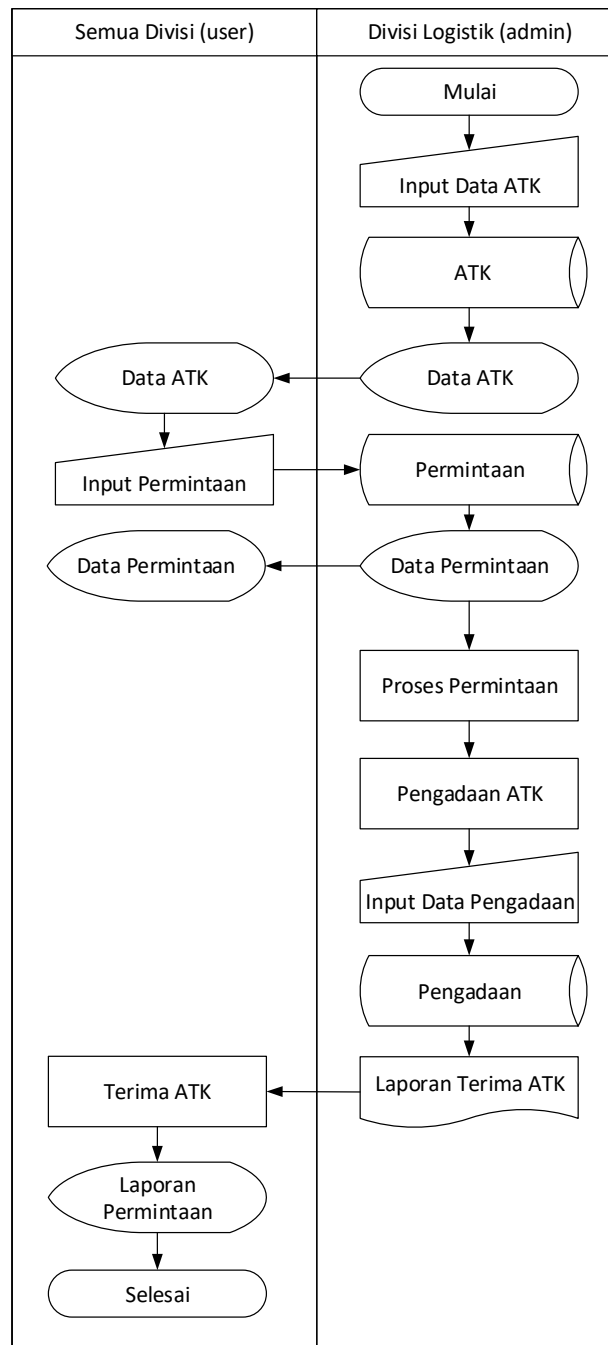 Semua Divisi (user)
Divisi Logistik (admin)
Mulai
Input Data ATK
ATK
Data ATK
Data ATK
Input Permintaan
Permintaan
Data Permintaan
Data Permintaan
Proses Permintaan
Pengadaan ATK
Input Data Pengadaan
Pengadaan
Terima ATK
Laporan Terima ATK
Laporan
Permintaan
Selesai